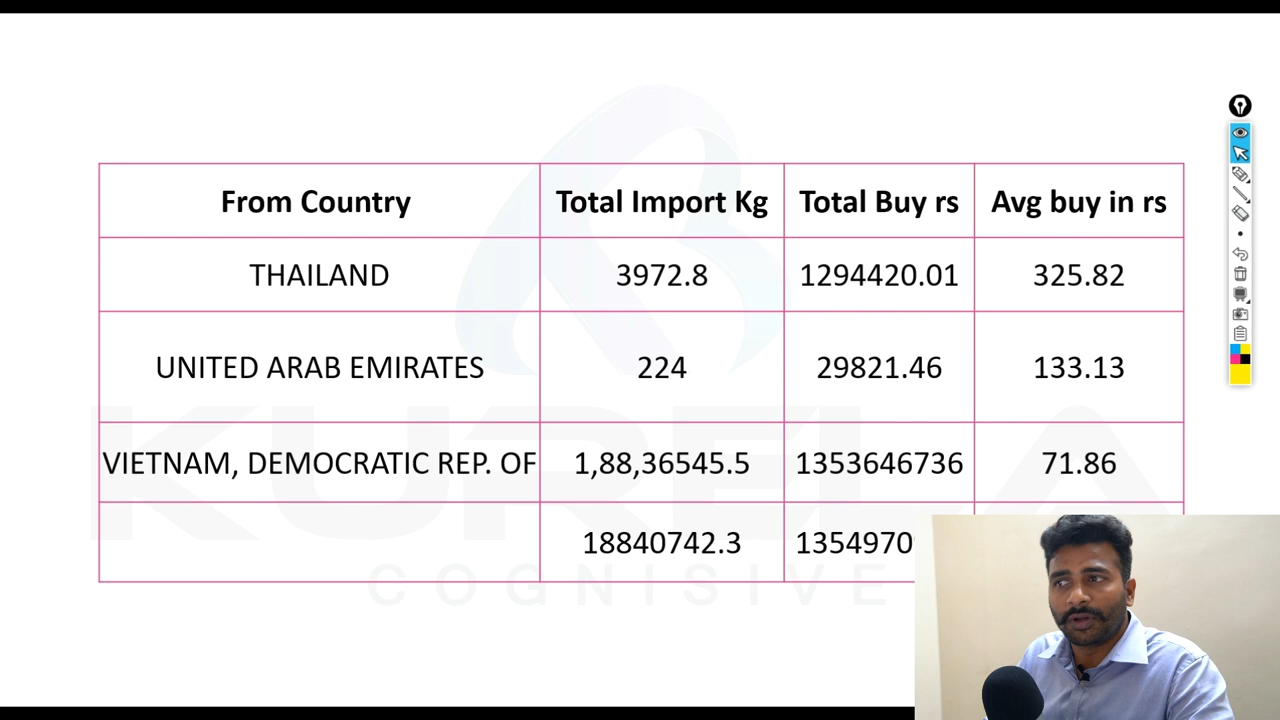 From Country Total Import Kg Total Buy rs Avg buy in rs
THAILAND 3972.8 1294420.01 325.82
UNITED ARAB EMIRATES 224 29821.46 133.13
VIETNAM, DEMOCRATIC REP. OF 1,88,36545.5 1353646736 71.86
18840742.3 1354970
KURELA
COGNISIVE